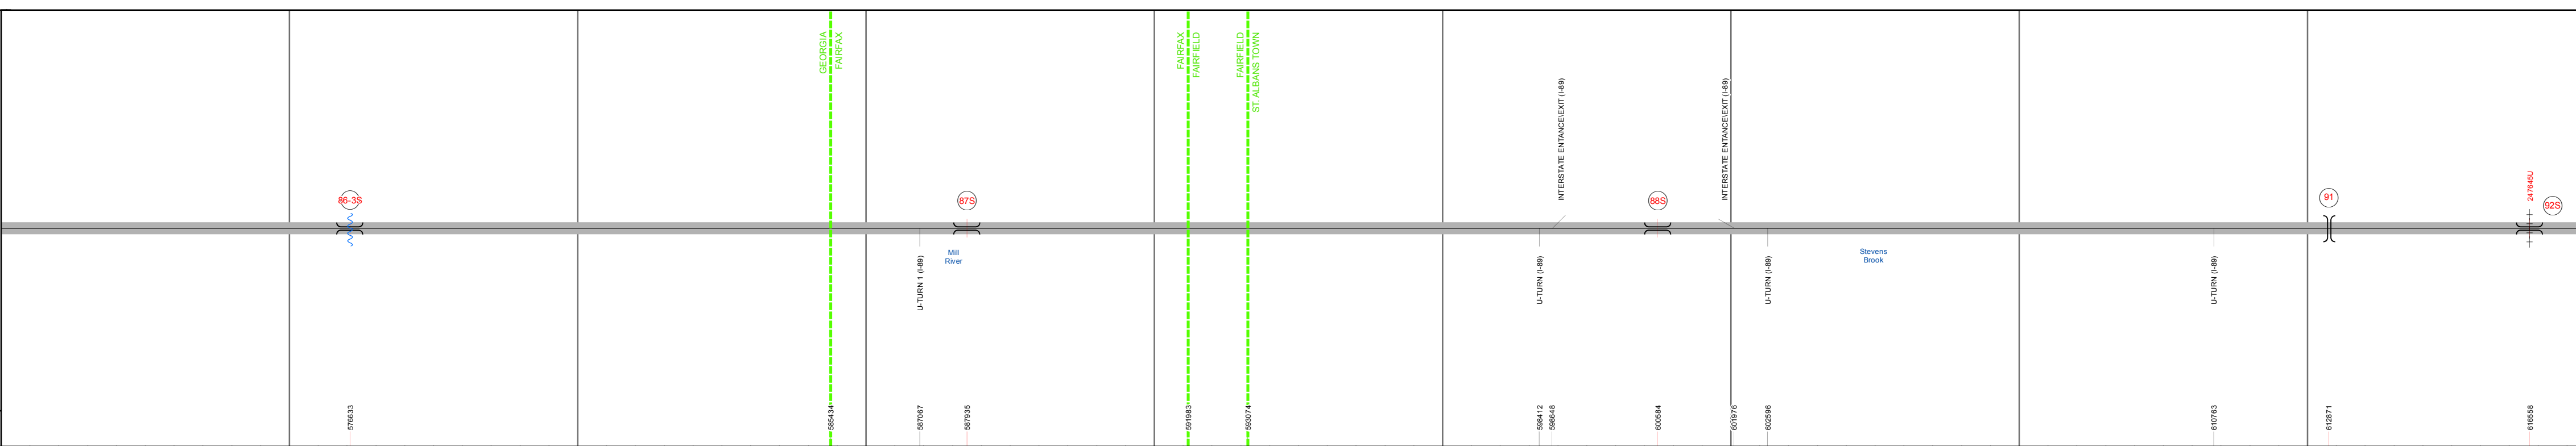 GEORGIA
FAIRFAX
FAIRFAX
FAIRFIELD
FAIRFIELD
ST. ALBANS TOWN
INTERSTATE ENTANCE\EXIT (I-89)
INTERSTATE ENTANCE\EXIT (I-89)
247645U
86-3S
87S
88S
91
92S
Mill
River
Stevens
Brook
U-TURN 1 (I-89)
U-TURN (I-89)
U-TURN (I-89)
U-TURN (I-89)
576633
585434
587067
587935
591983
593074
598412
598648
600584
601976
602596
610763
612871
616558